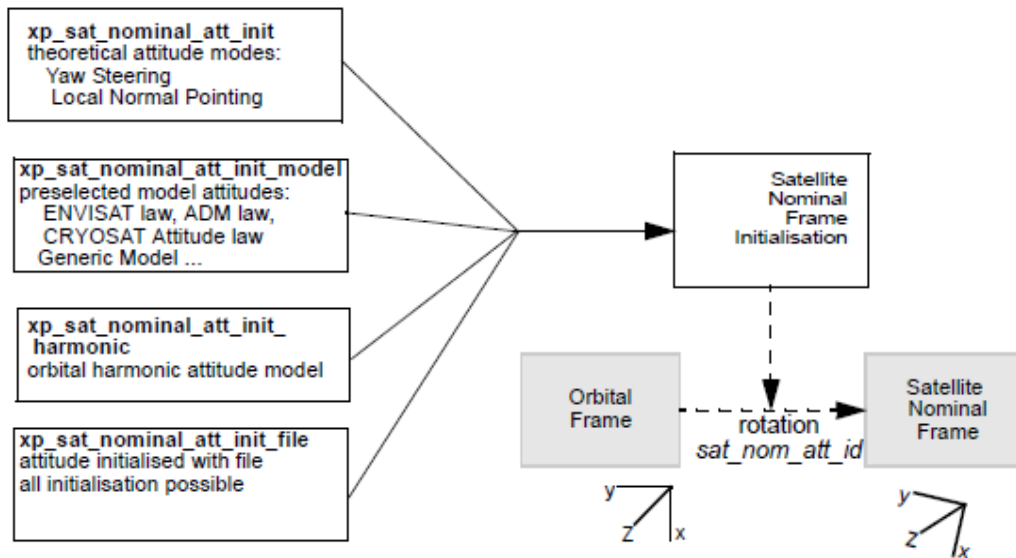 xp_sat_nominal_att_init
theoretical attitude modes:
Yaw Steering
Local Normal Pointing
xp_sat_nominal_att_init_model
preselected model attitudes:
ENVISAT law, ADM law,
CRYOSAT Attitude law
Generic Model ...
xp_sat_nominal_att_init_
harmonic
orbital harmonic attitude model
xp_sat_nominal_att_init_file
attitude initialised with file
all initialisation possible
Satellite
Nominal
Frame
Initialisation
Orbital
Frame
rotation
sat_nom_att_id
Satellite
Nominal
Frame
y
Z
x
y
z
x